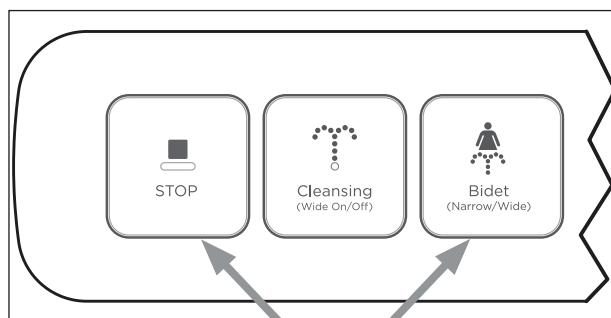 STOP
Cleansing
(Wide On/Off)
Bidet
(Narrow/Wide)